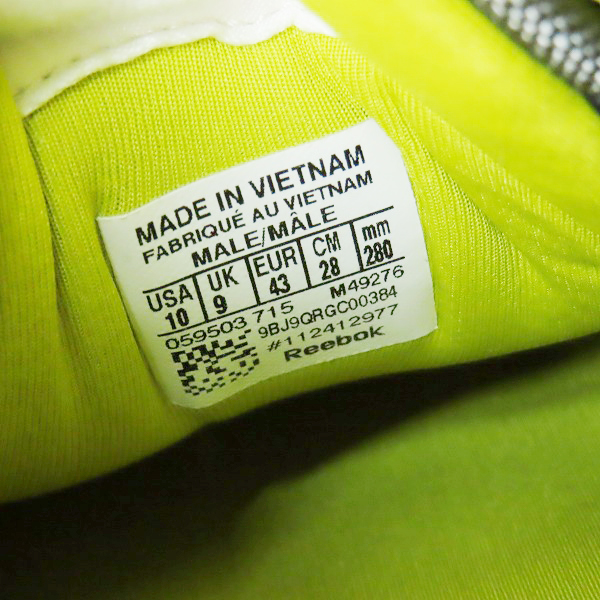 MADE IN VIETNAM
FABRIQUÉ AU VIETNAM
MALE/MÂLE
USA UK EUR CM mm
10 9 43 28 280
059503 715 M49276
9BJ9QRGC00384
#112412977
Reebok